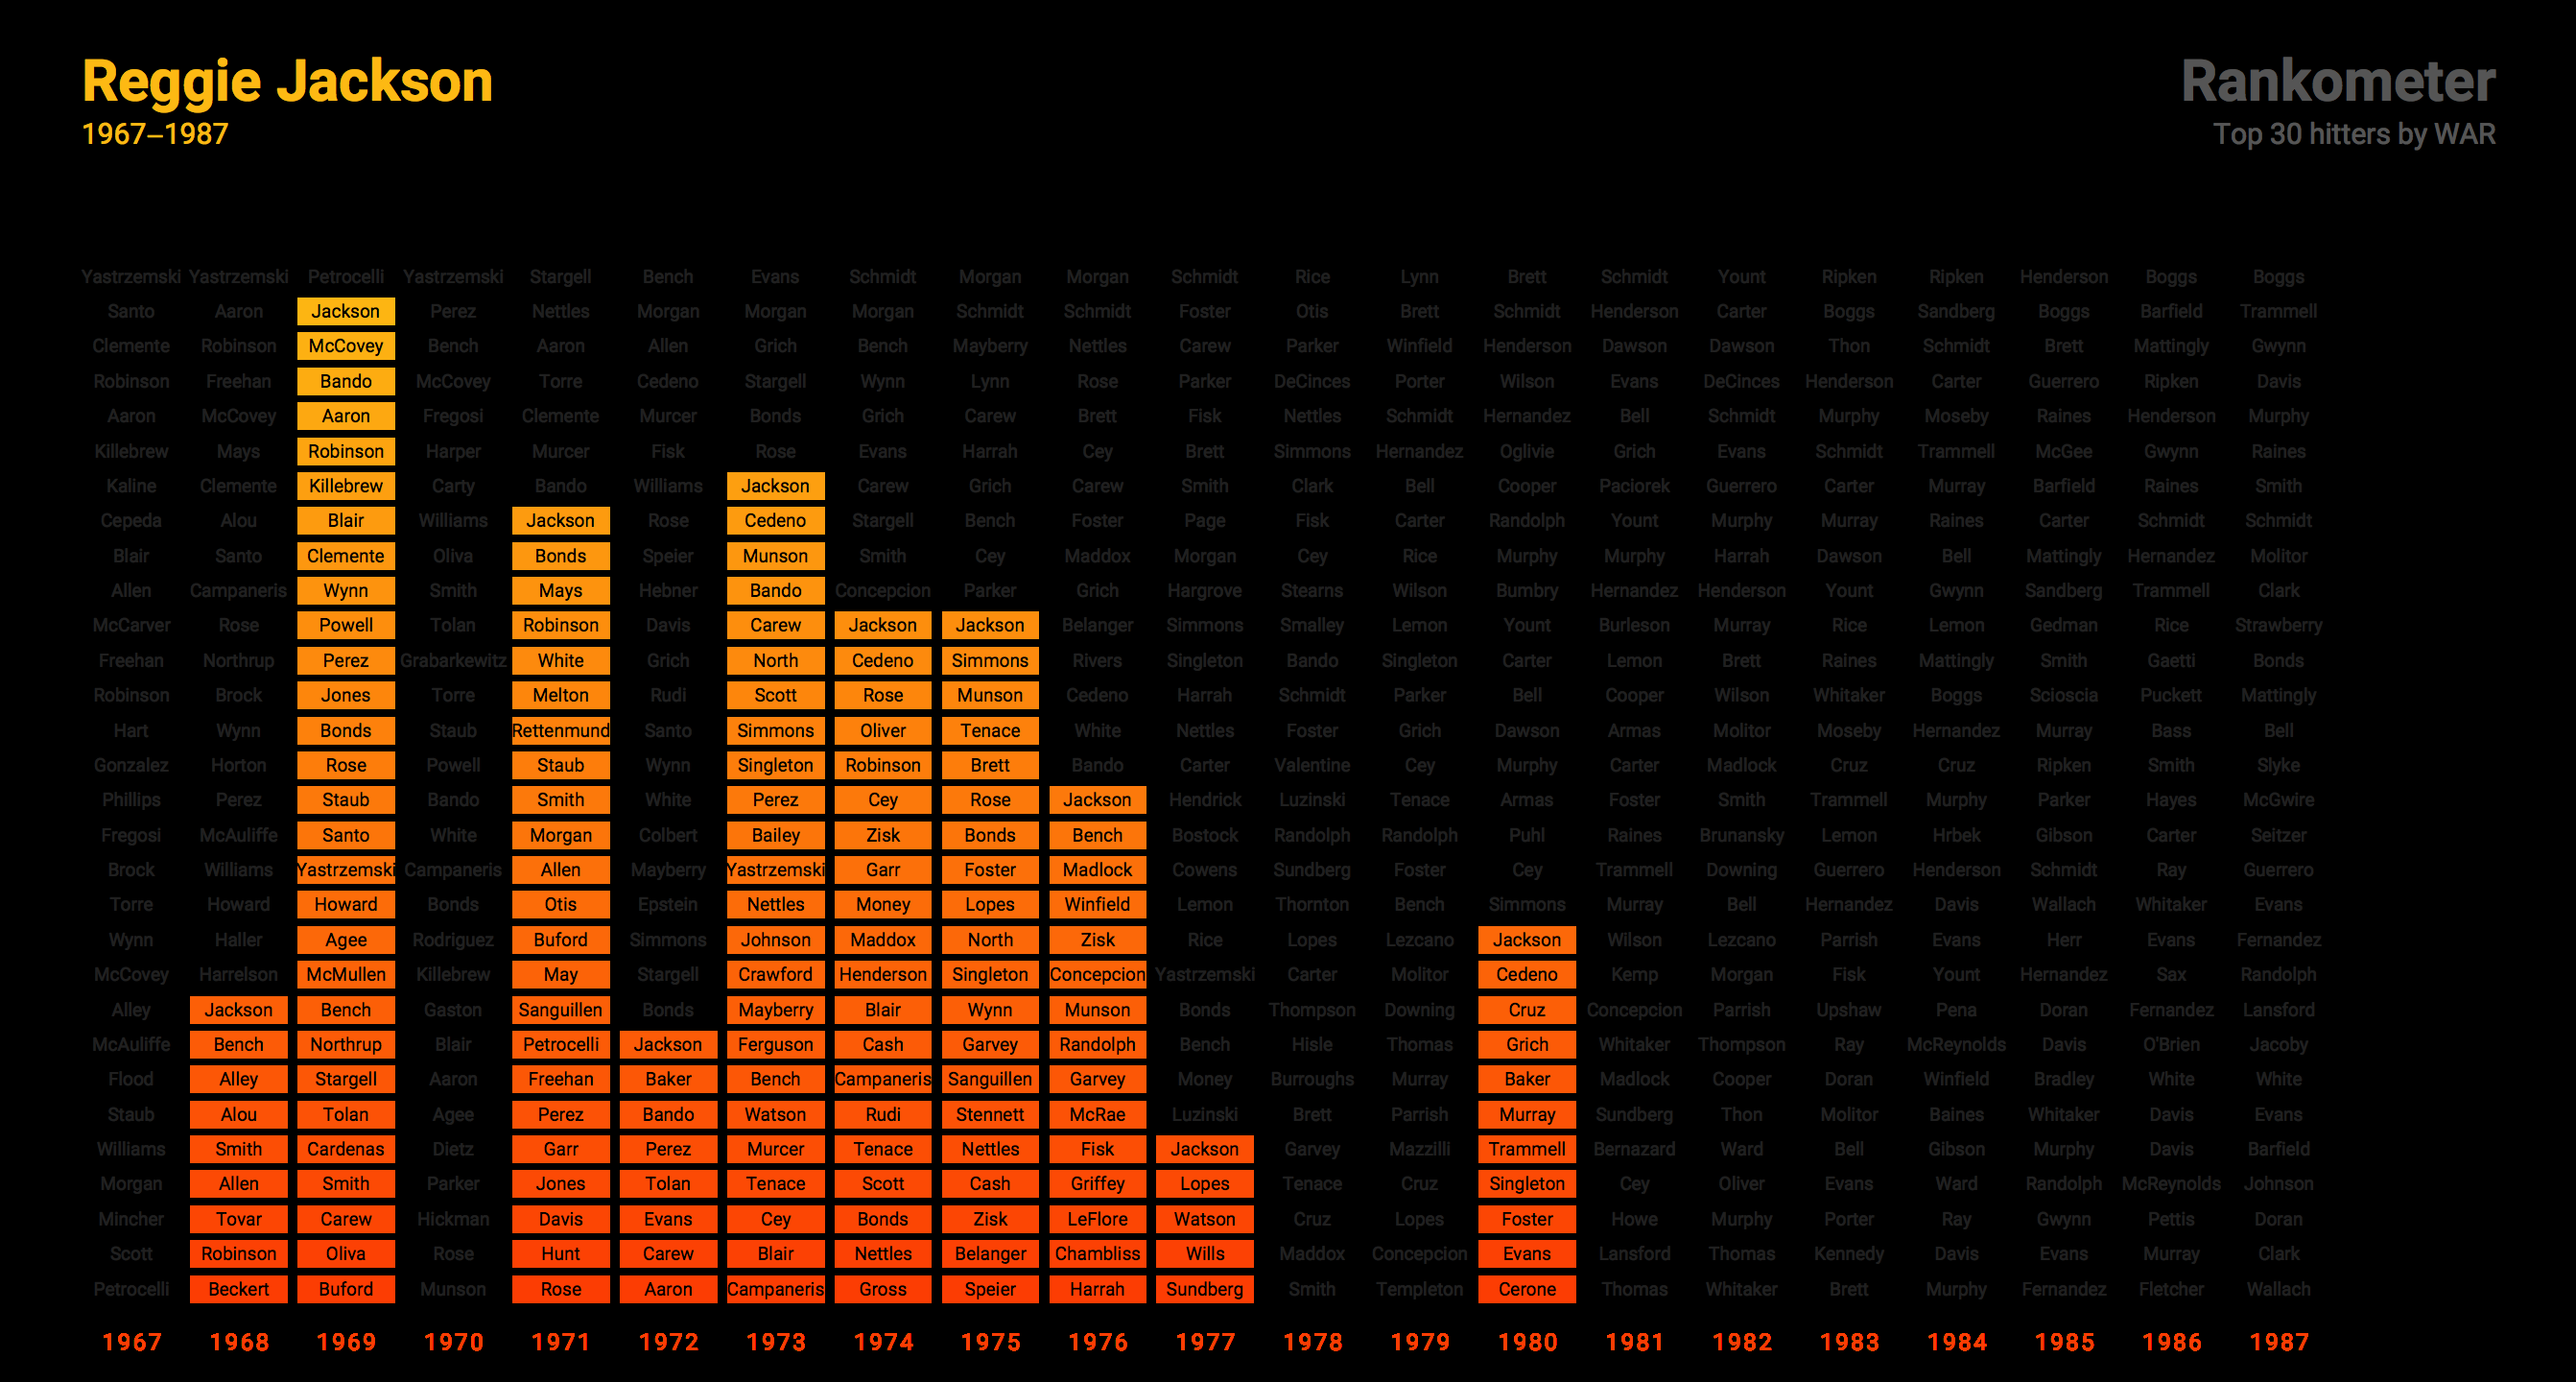 Reggie Jackson
1967–1987
Rankometer
Top 30 hitters by WAR
Yastrzemski Yastrzemski Petrocelli Yastrzemski Stargell Bench Evans Schmidt Morgan Morgan Schmidt Rice Lynn Brett Schmidt Yount Ripken Ripken Henderson Boggs Boggs
Santo Aaron Jackson Perez Nettles Morgan Morgan Morgan Schmidt Schmidt Foster Otis Brett Schmidt Henderson Carter Boggs Sandberg Boggs Barfield Trammell
Clemente Robinson McCovey Bench Aaron Allen Grich Bench Mayberry Nettles Carew Parker Winfield Henderson Dawson Dawson Thon Schmidt Brett Mattingly Gwynn
Robinson Freehan Bando McCovey Torre Cedeno Stargell Wynn Lynn Rose Parker DeCinces Porter Wilson Evans DeCinces Henderson Carter Guerrero Ripken Davis
Aaron McCovey Aaron Fregosi Clemente Murcer Bonds Grich Carew Brett Fisk Nettles Schmidt Hernandez Bell Schmidt Murphy Moseby Raines Henderson Murphy
Killebrew Mays Robinson Harper Murcer Fisk Rose Evans Harrah Cey Brett Simmons Hernandez Oglivie Grich Evans Schmidt Trammell McGee Gwynn Raines
Kaline Clemente Killebrew Carty Bando Williams Jackson Carew Grich Carew Smith Clark Bell Cooper Paciorek Guerrero Carter Murray Barfield Raines Smith
Cepeda Alou Blair Williams Jackson Rose Cedeno Stargell Bench Foster Page Fisk Carter Randolph Yount Murphy Murray Raines Carter Schmidt Schmidt
Blair Santo Clemente Oliva Bonds Speier Munson Smith Cey Maddox Morgan Cey Rice Murphy Murphy Harrah Dawson Bell Mattingly Hernandez Molitor
Allen Campaneris Wynn Smith Mays Hebner Bando Concepcion Parker Grich Hargrove Stearns Wilson Bumbry Hernandez Henderson Yount Gwynn Sandberg Trammell Clark
McCarver Rose Powell Tolan Robinson Davis Carew Jackson Jackson Belanger Simmons Smalley Lemon Yount Burleson Murray Rice Lemon Gedman Rice Strawberry
Freehan Northrup Perez Grabarkewitz White Grich North Cedeno Simmons Rivers Singleton Bando Singleton Carter Lemon Brett Raines Mattingly Smith Gaetti Bonds
Robinson Brock Jones Torre Melton Rudi Scott Rose Munson Cedeno Harrah Schmidt Parker Bell Cooper Wilson Whitaker Boggs Scioscia Puckett Mattingly
Hart Wynn Bonds Staub Rettenmund Santo Simmons Oliver Tenace White Nettles Foster Grich Dawson Armas Molitor Moseby Hernandez Murray Bass Bell
Gonzalez Horton Rose Powell Staub Wynn Singleton Robinson Brett Bando Carter Valentine Cey Murphy Carter Madlock Cruz Cruz Ripken Smith Slyke
Phillips Perez Staub Bando Smith White Perez Cey Rose Jackson Hendrick Luzinski Tenace Armas Foster Smith Trammell Murphy Parker Hayes McGwire
Fregosi McAuliffe Santo White Morgan Colbert Bailey Zisk Bonds Bench Bostock Randolph Randolph Puhl Raines Brunansky Lemon Hrbek Gibson Carter Seitzer
Brock Williams Yastrzemski Campaneris Allen Mayberry Yastrzemski Garr Foster Madlock Cowens Sundberg Foster Cey Trammell Downing Guerrero Henderson Schmidt Ray Guerrero
Torre Howard Howard Bonds Otis Epstein Nettles Money Lopes Winfield Lemon Thornton Bench Simmons Murray Bell Hernandez Davis Wallach Whitaker Evans
Wynn Haller Agee Rodriguez Buford Simmons Johnson Maddox North Zisk Rice Lopes Lezcano Jackson Wilson Lezcano Parrish Evans Herr Evans Fernandez
McCovey Harrelson McMullen Killebrew May Stargell Crawford Henderson Singleton Concepcion Yastrzemski Carter Molitor Cedeno Kemp Morgan Fisk Yount Hernandez Sax Randolph
Alley Jackson Bench Gaston Sanguillen Bonds Mayberry Blair Wynn Munson Bonds Thompson Downing Cruz Concepcion Parrish Upshaw Pena Doran Fernandez Lansford
McAuliffe Bench Northrup Blair Petrocelli Jackson Ferguson Cash Garvey Randolph Bench Hisle Thomas Grich Whitaker Thompson Ray McReynolds Davis O'Brien Jacoby
Flood Alley Stargell Aaron Freehan Baker Bench Campaneris Sanguillen Garvey Money Burroughs Murray Baker Madlock Cooper Doran Winfield Bradley White White
Staub Alou Tolan Agee Perez Bando Watson Rudi Stennett McRae Luzinski Brett Parrish Murray Sundberg Thon Molitor Baines Whitaker Davis Evans
Williams Smith Cardenas Dietz Garr Perez Murcer Tenace Nettles Fisk Jackson Garvey Mazzilli Trammell Bernazard Ward Bell Gibson Murphy Davis Barfield
Morgan Allen Smith Parker Jones Tolan Tenace Scott Cash Griffey Lopes Tenace Cruz Singleton Cey Oliver Evans Ward Randolph McReynolds Johnson
Mincher Tovar Carew Hickman Davis Evans Cey Bonds Zisk LeFlore Watson Cruz Lopes Foster Howe Murphy Porter Ray Gwynn Pettis Doran
Scott Robinson Oliva Rose Hunt Carew Blair Nettles Belanger Chambliss Wills Maddox Concepcion Evans Lansford Thomas Kennedy Davis Evans Murray Clark
Petrocelli Beckert Buford Munson Rose Aaron Campaneris Gross Speier Harrah Sundberg Smith Templeton Cerone Thomas Whitaker Brett Murphy Fernandez Fletcher Wallach
1967 1968 1969 1970 1971 1972 1973 1974 1975 1976 1977 1978 1979 1980 1981 1982 1983 1984 1985 1986 1987